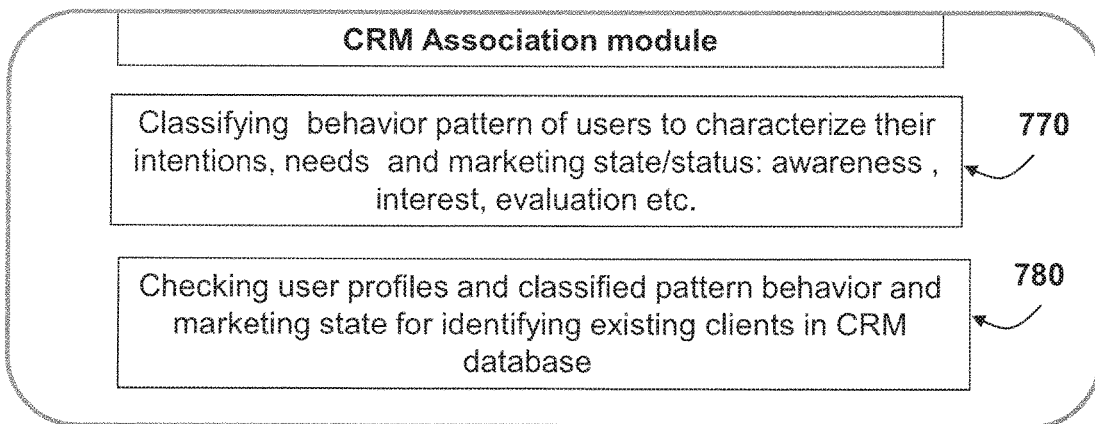 CRM Association module
Classifying behavior pattern of users to characterize their
intentions, needs and marketing state/status: awareness ,
interest, evaluation etc.
770
Checking user profiles and classified pattern behavior and
marketing state for identifying existing clients in CRM
database
780